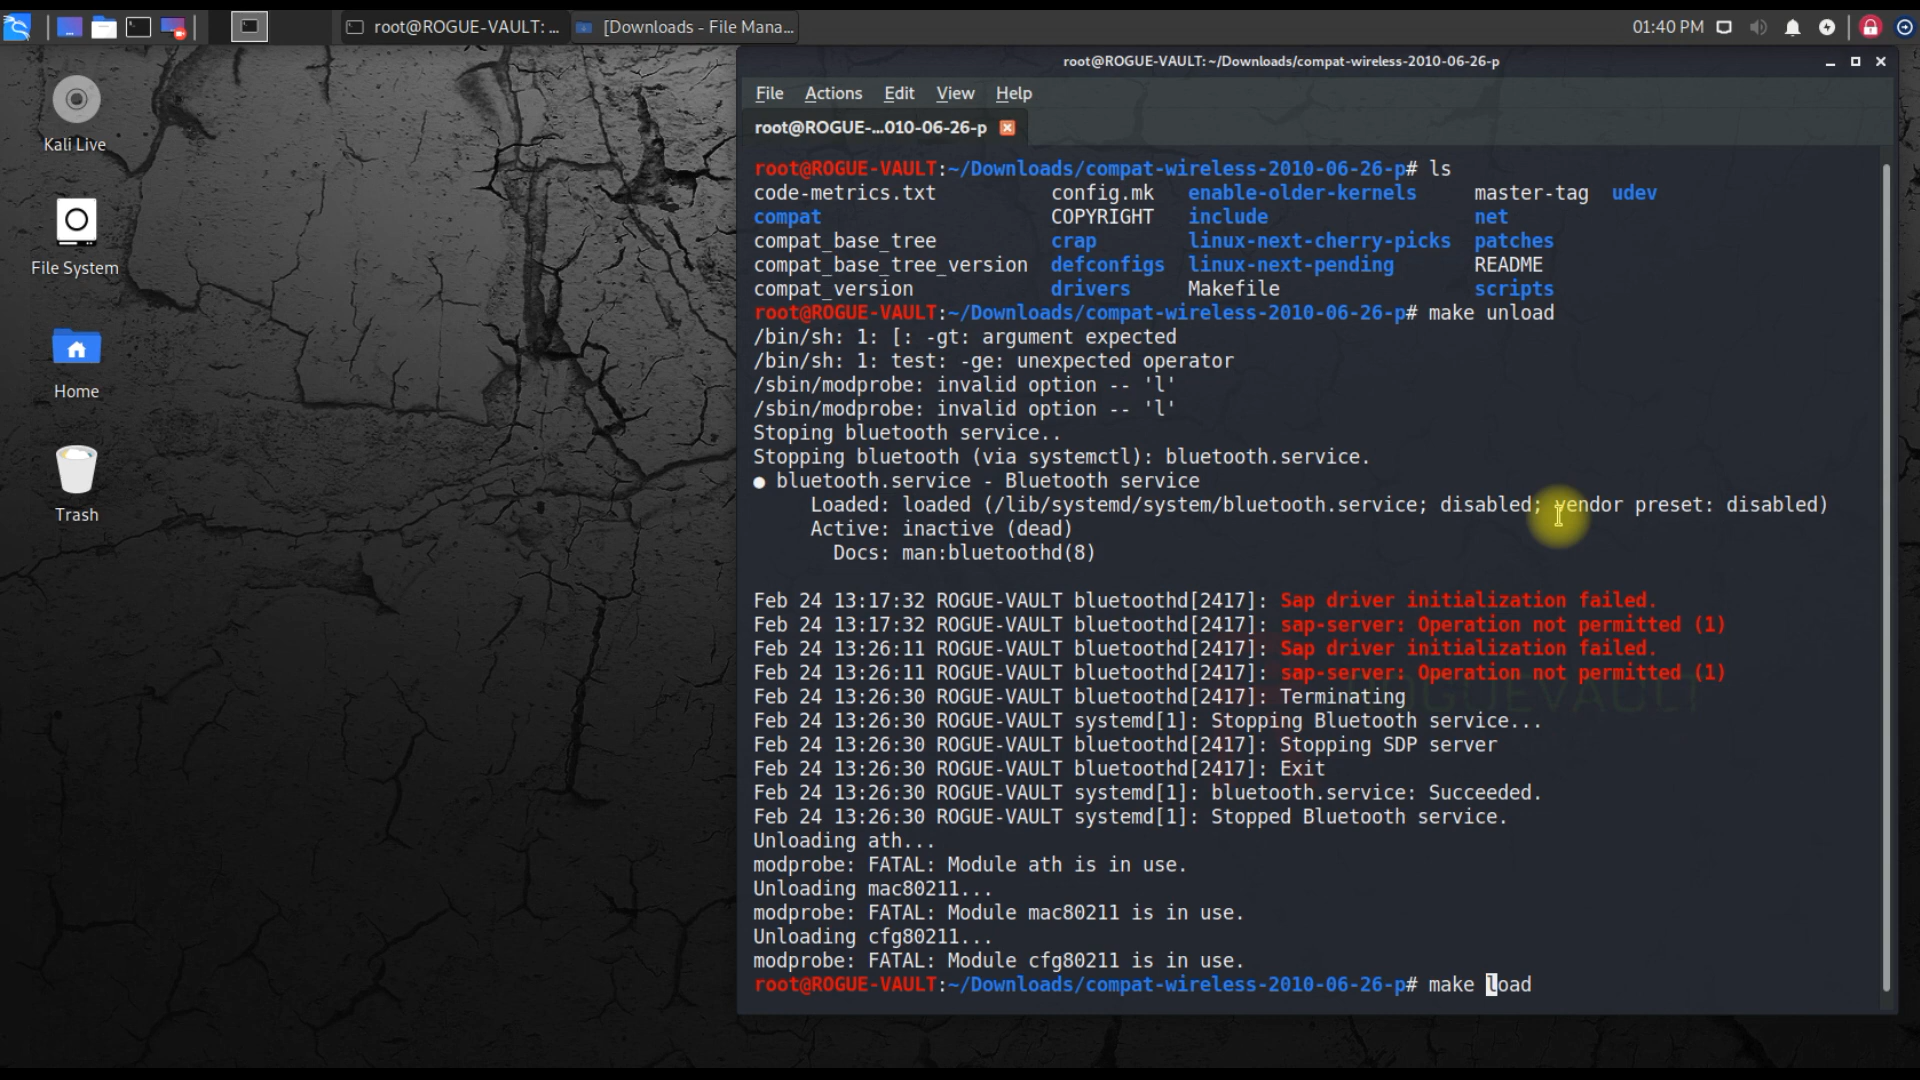 root@ROGUE-VAULT: ...
[Downloads - File Mana...
01:40 PM
root@ROGUE-VAULT: ~/Downloads/compat-wireless-2010-06-26-p
Kali Live
File System
Home
Trash
File Actions Edit View Help
root@ROGUE-...010-06-26-p
root@ROGUE-VAULT:~/Downloads/compat-wireless-2010-06-26-p# ls
code-metrics.txt config.mk enable-older-kernels master-tag udev
compat COPYRIGHT include net
compat_base_tree crap linux-next-cherry-picks patches
compat_base_tree_version defconfigs linux-next-pending README
compat_version drivers Makefile scripts
root@ROGUE-VAULT:~/Downloads/compat-wireless-2010-06-26-p# make unload
/bin/sh: 1: [: -gt: argument expected
/bin/sh: 1: test: -ge: unexpected operator
/sbin/modprobe: invalid option -- 'l'
/sbin/modprobe: invalid option -- 'l'
Stoping bluetooth service..
Stopping bluetooth (via systemctl): bluetooth.service.
● bluetooth.service - Bluetooth service
Loaded: loaded (/lib/systemd/system/bluetooth.service; disabled; vendor preset: disabled)
Active: inactive (dead)
Docs: man:bluetoothd(8)
Feb 24 13:17:32 ROGUE-VAULT bluetoothd[2417]: Sap driver initialization failed.
Feb 24 13:17:32 ROGUE-VAULT bluetoothd[2417]: sap-server: Operation not permitted (1)
Feb 24 13:26:11 ROGUE-VAULT bluetoothd[2417]: Sap driver initialization failed.
Feb 24 13:26:11 ROGUE-VAULT bluetoothd[2417]: sap-server: Operation not permitted (1)
Feb 24 13:26:30 ROGUE-VAULT bluetoothd[2417]: Terminating
Feb 24 13:26:30 ROGUE-VAULT systemd[1]: Stopping Bluetooth service...
Feb 24 13:26:30 ROGUE-VAULT bluetoothd[2417]: Stopping SDP server
Feb 24 13:26:30 ROGUE-VAULT bluetoothd[2417]: Exit
Feb 24 13:26:30 ROGUE-VAULT systemd[1]: bluetooth.service: Succeeded.
Feb 24 13:26:30 ROGUE-VAULT systemd[1]: Stopped Bluetooth service.
ROGUEVAULT
Unloading ath...
modprobe: FATAL: Module ath is in use.
Unloading mac80211...
modprobe: FATAL: Module mac80211 is in use.
Unloading cfg80211...
modprobe: FATAL: Module cfg80211 is in use.
root@ROGUE-VAULT:~/Downloads/compat-wireless-2010-06-26-p# make load